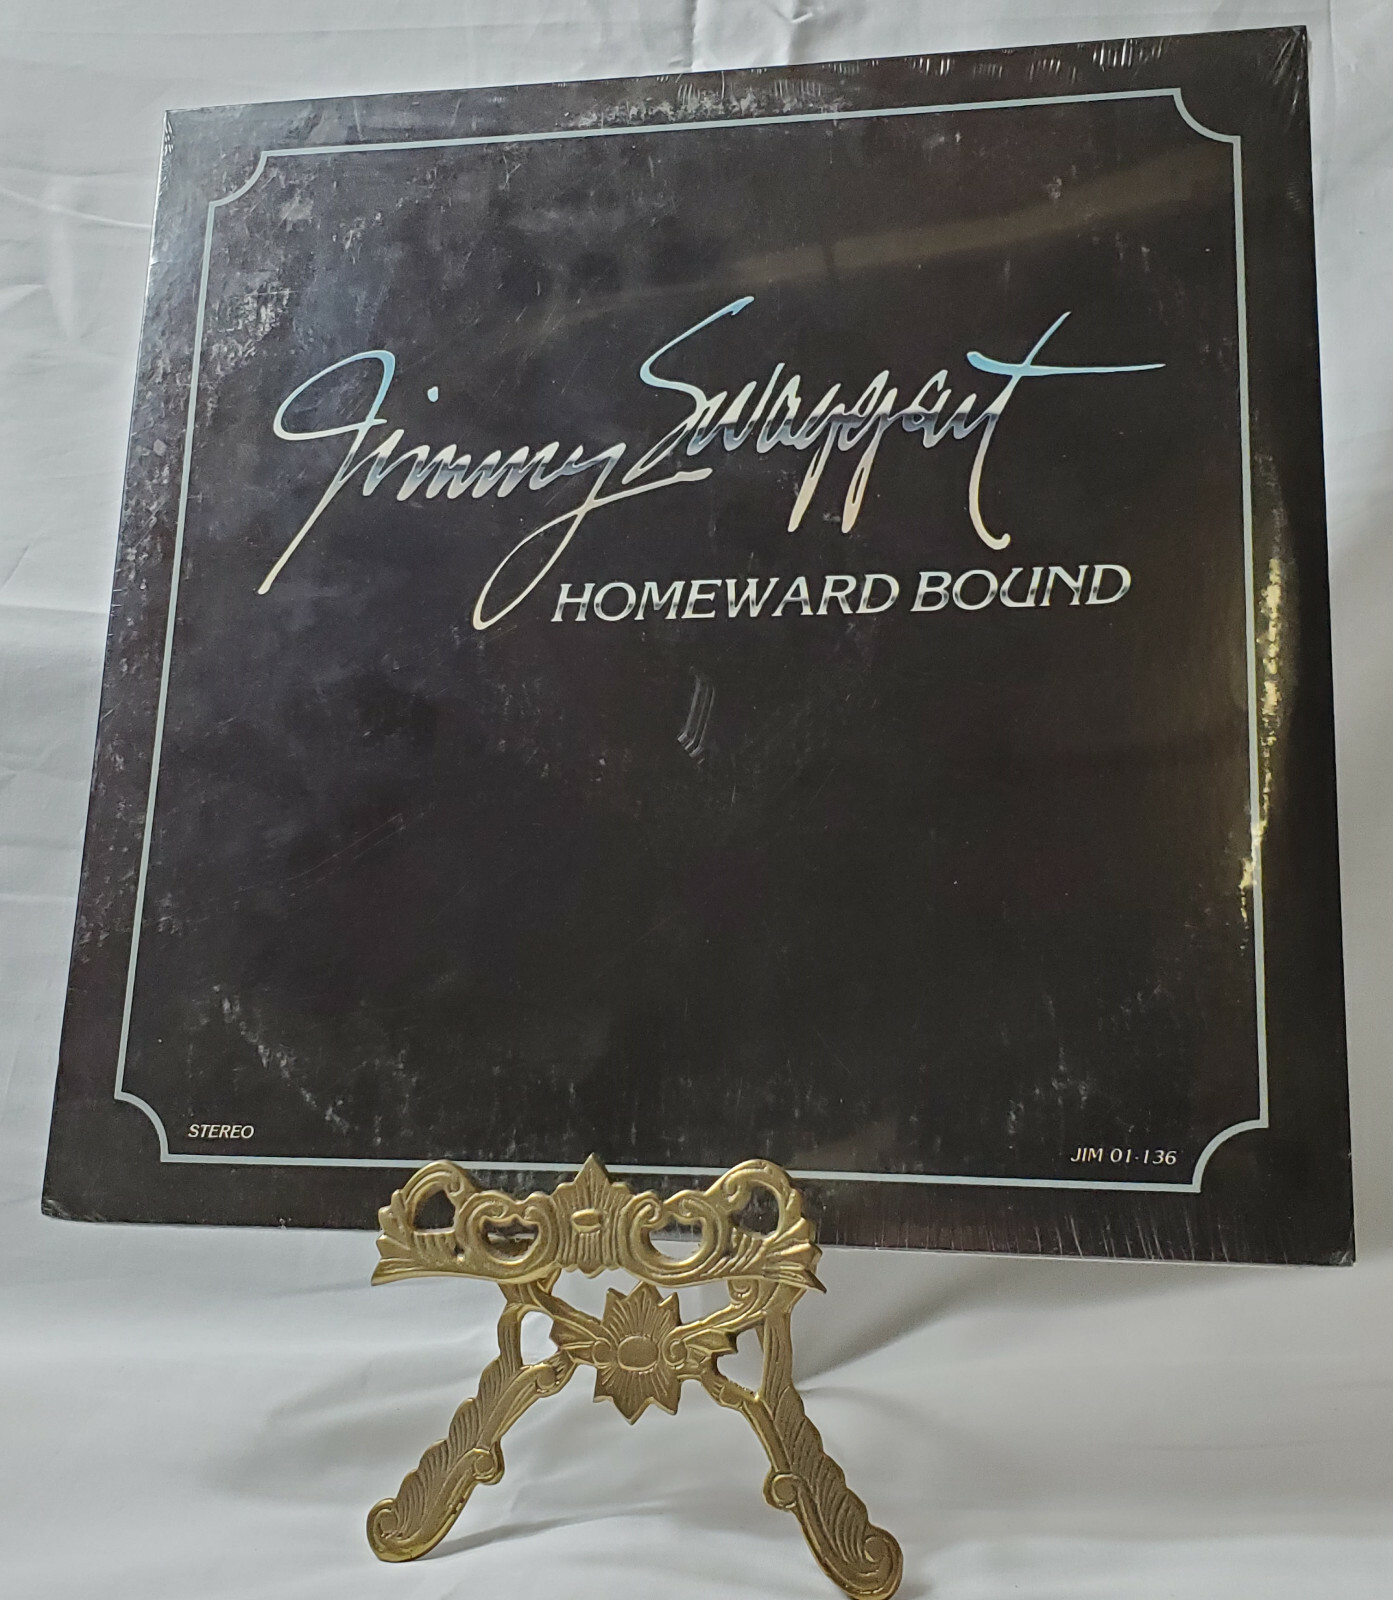 Jimmy Swaggart
HOMEWARD BOUND
STEREO
JIM 01-136